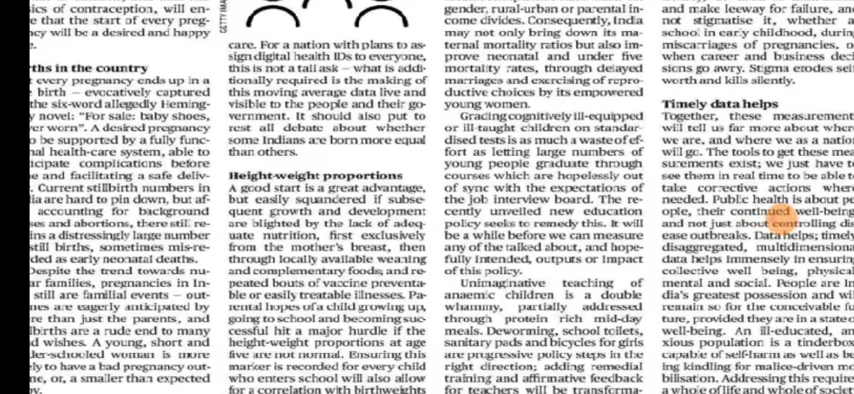 sics of contraception, will en-
e that the start of every preg-
cy will be a desired and happy
e.
rths in the country
every pregnancy ends up in a
birth – evocatively captured
the six-word allegedly Heming-
y novel: "For sale: baby shoes,
er worn". A desired pregnancy
o be supported by a fully func-
nal health-care system, able to
icipate complications before
e and facilitating a safe deliv-
. Current stillbirth numbers in
ia are hard to pin down, but af-
accounting for background
ses and abortions, there still re-
ins a distressingly large number
still births, sometimes mis-re-
ded as early neonatal deaths.
Despite the trend towards nu-
ar families, pregnancies in In-
still are familial events – out-
nes are eagerly anticipated by
re than just the parents, and
lbirths are a rude end to many
d wishes. A young, short and
der-schooled woman is more
ely to have a bad pregnancy out-
me, or, a smaller than expected
by.
GETTY IMA
care. For a nation with plans to as-
sign digital health IDs to everyone,
this is not a tall ask – what is addi-
tionally required is the making of
this moving average data live and
visible to the people and their go-
vernment. It should also put to
rest all debate about whether
some Indians are born more equal
than others.
Height-weight proportions
A good start is a great advantage,
but easily squandered if subse-
quent growth and development
are blighted by the lack of adeq-
uate nutrition, first exclusively
from the mother's breast, then
through locally available weaning
and complementary foods; and re-
peated bouts of vaccine preventa-
ble or easily treatable illnesses. Pa-
rental hopes of a child growing up,
going to school and becoming suc-
cessful hit a major hurdle if the
height-weight proportions at age
five are not normal. Ensuring this
marker is recorded for every child
who enters school will also allow
for a correlation with birthweights
gender, rural-urban or parental in-
come divides. Consequently, India
may not only bring down its ma-
ternal mortality ratios but also im-
prove neonatal and under five
mortality rates, through delayed
marriages and exercising of repro-
ductive choices by its empowered
young women.
Grading cognitively ill-equipped
or ill-taught children on standar-
dised tests is as much a waste of ef-
fort as letting large numbers of
young people graduate through
courses which are hopelessly out
of sync with the expectations of
the job interview board. The re-
cently unveiled new education
policy seeks to remedy this. It will
be a while before we can measure
any of the talked about, and hope-
fully intended, outputs or impact
of this policy.
Unimaginative teaching of
anaemic children is a double
whammy, partially addressed
through protein rich mid-day
meals. Deworming, school toilets,
sanitary pads and bicycles for girls
are progressive policy steps in the
right direction; adding remedial
training and affirmative feedback
for teachers will be transforma-
and make leeway for failure, and
not stigmatise it, whether a
school in early childhood, during
miscarriages of pregnancies, o
when career and business deci
sions go awry. Stigma erodes sel
worth and kills silently.
Timely data helps
Together, these measurement
will tell us far more about where
we are, and where we as a nation
will go. The tools to get these mea
surements exist; we just have to
see them in real time to be able to
take corrective actions where
needed. Public health is about pe
ople, their continued well-being
and not just about controlling dis
ease outbreaks. Data helps; timely
disaggregated, multidimensiona
data helps immensely in ensuring
collective well being, physical
mental and social. People are In
dia's greatest possession and wil
remain so for the conceivable fu
ture, provided they are in a state o
well-being. An ill-educated, an
xious population is a tinderbox
capable of self-harm as well as be
ing kindling for malice-driven mo
bilisation. Addressing this require
a whole of life and whole of society